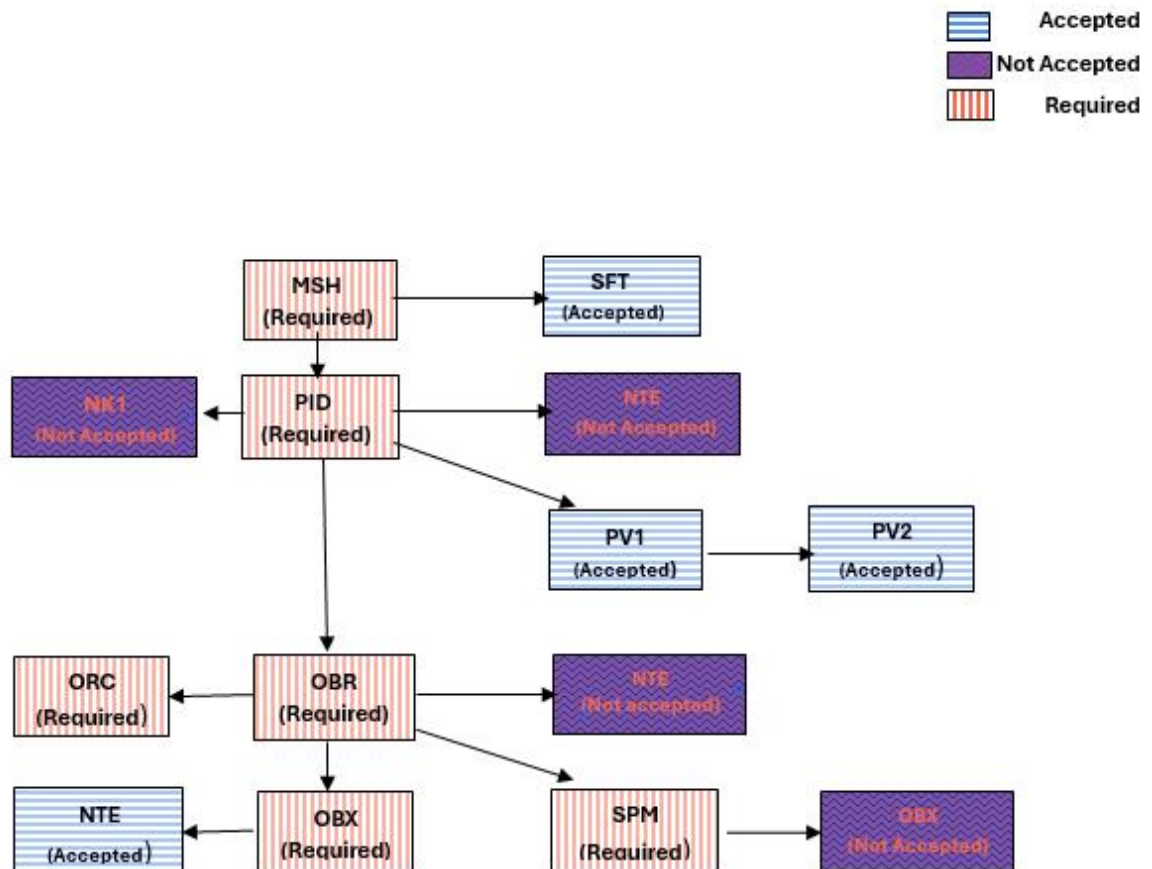 Accepted
Not Accepted
Required
MSH
(Required)
SFT
(Accepted)
NK1
(Not Accepted)
PID
(Required)
NTE
(Not Accepted)
PV1
(Accepted)
PV2
(Accepted)
ORC
(Required)
OBR
(Required)
NTE
(Not accepted)
NTE
(Accepted)
OBX
(Required)
SPM
(Required)
OBX
(Not Accepted)